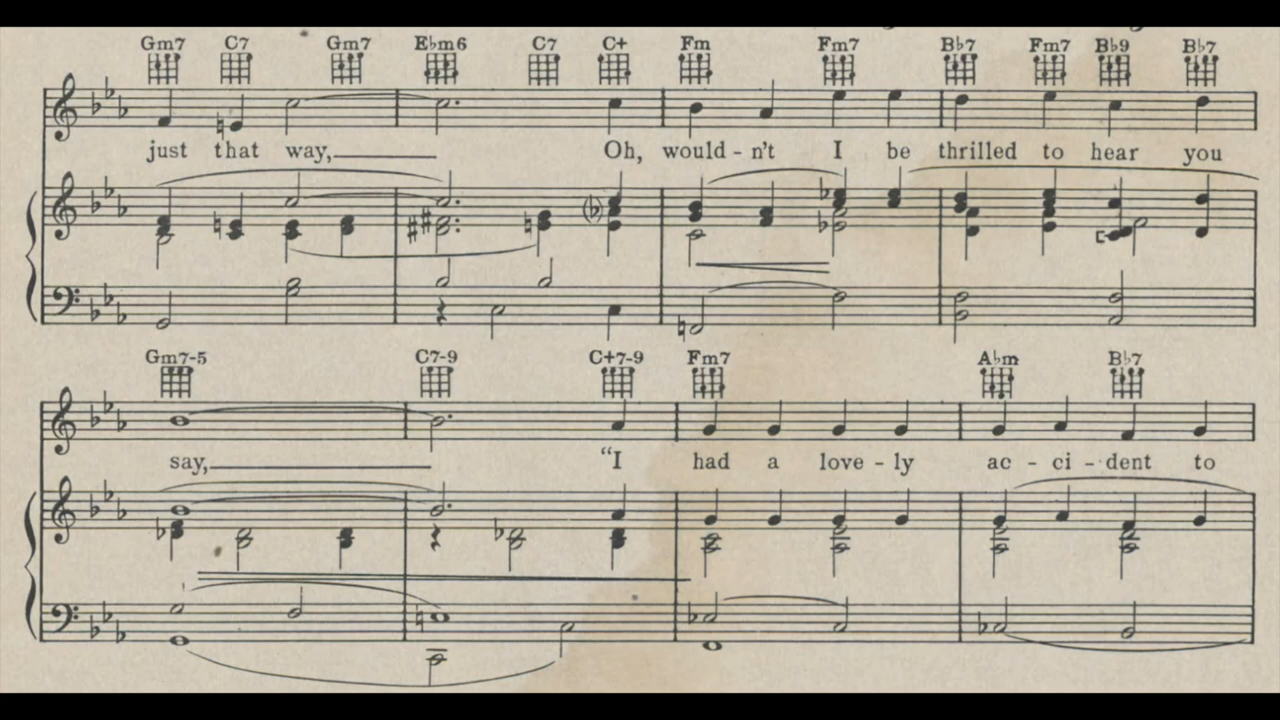 Gm7 C7 Gm7 E♭m6 C7 C+ Fm Fm7 B♭7 Fm7 B♭9 B♭7
just that way, Oh, would-n't I be thrilled to hear you
Gm7-5 C7-9 C+7-9 Fm7 A♭m B♭7
say, "I had a love-ly ac-ci-dent to